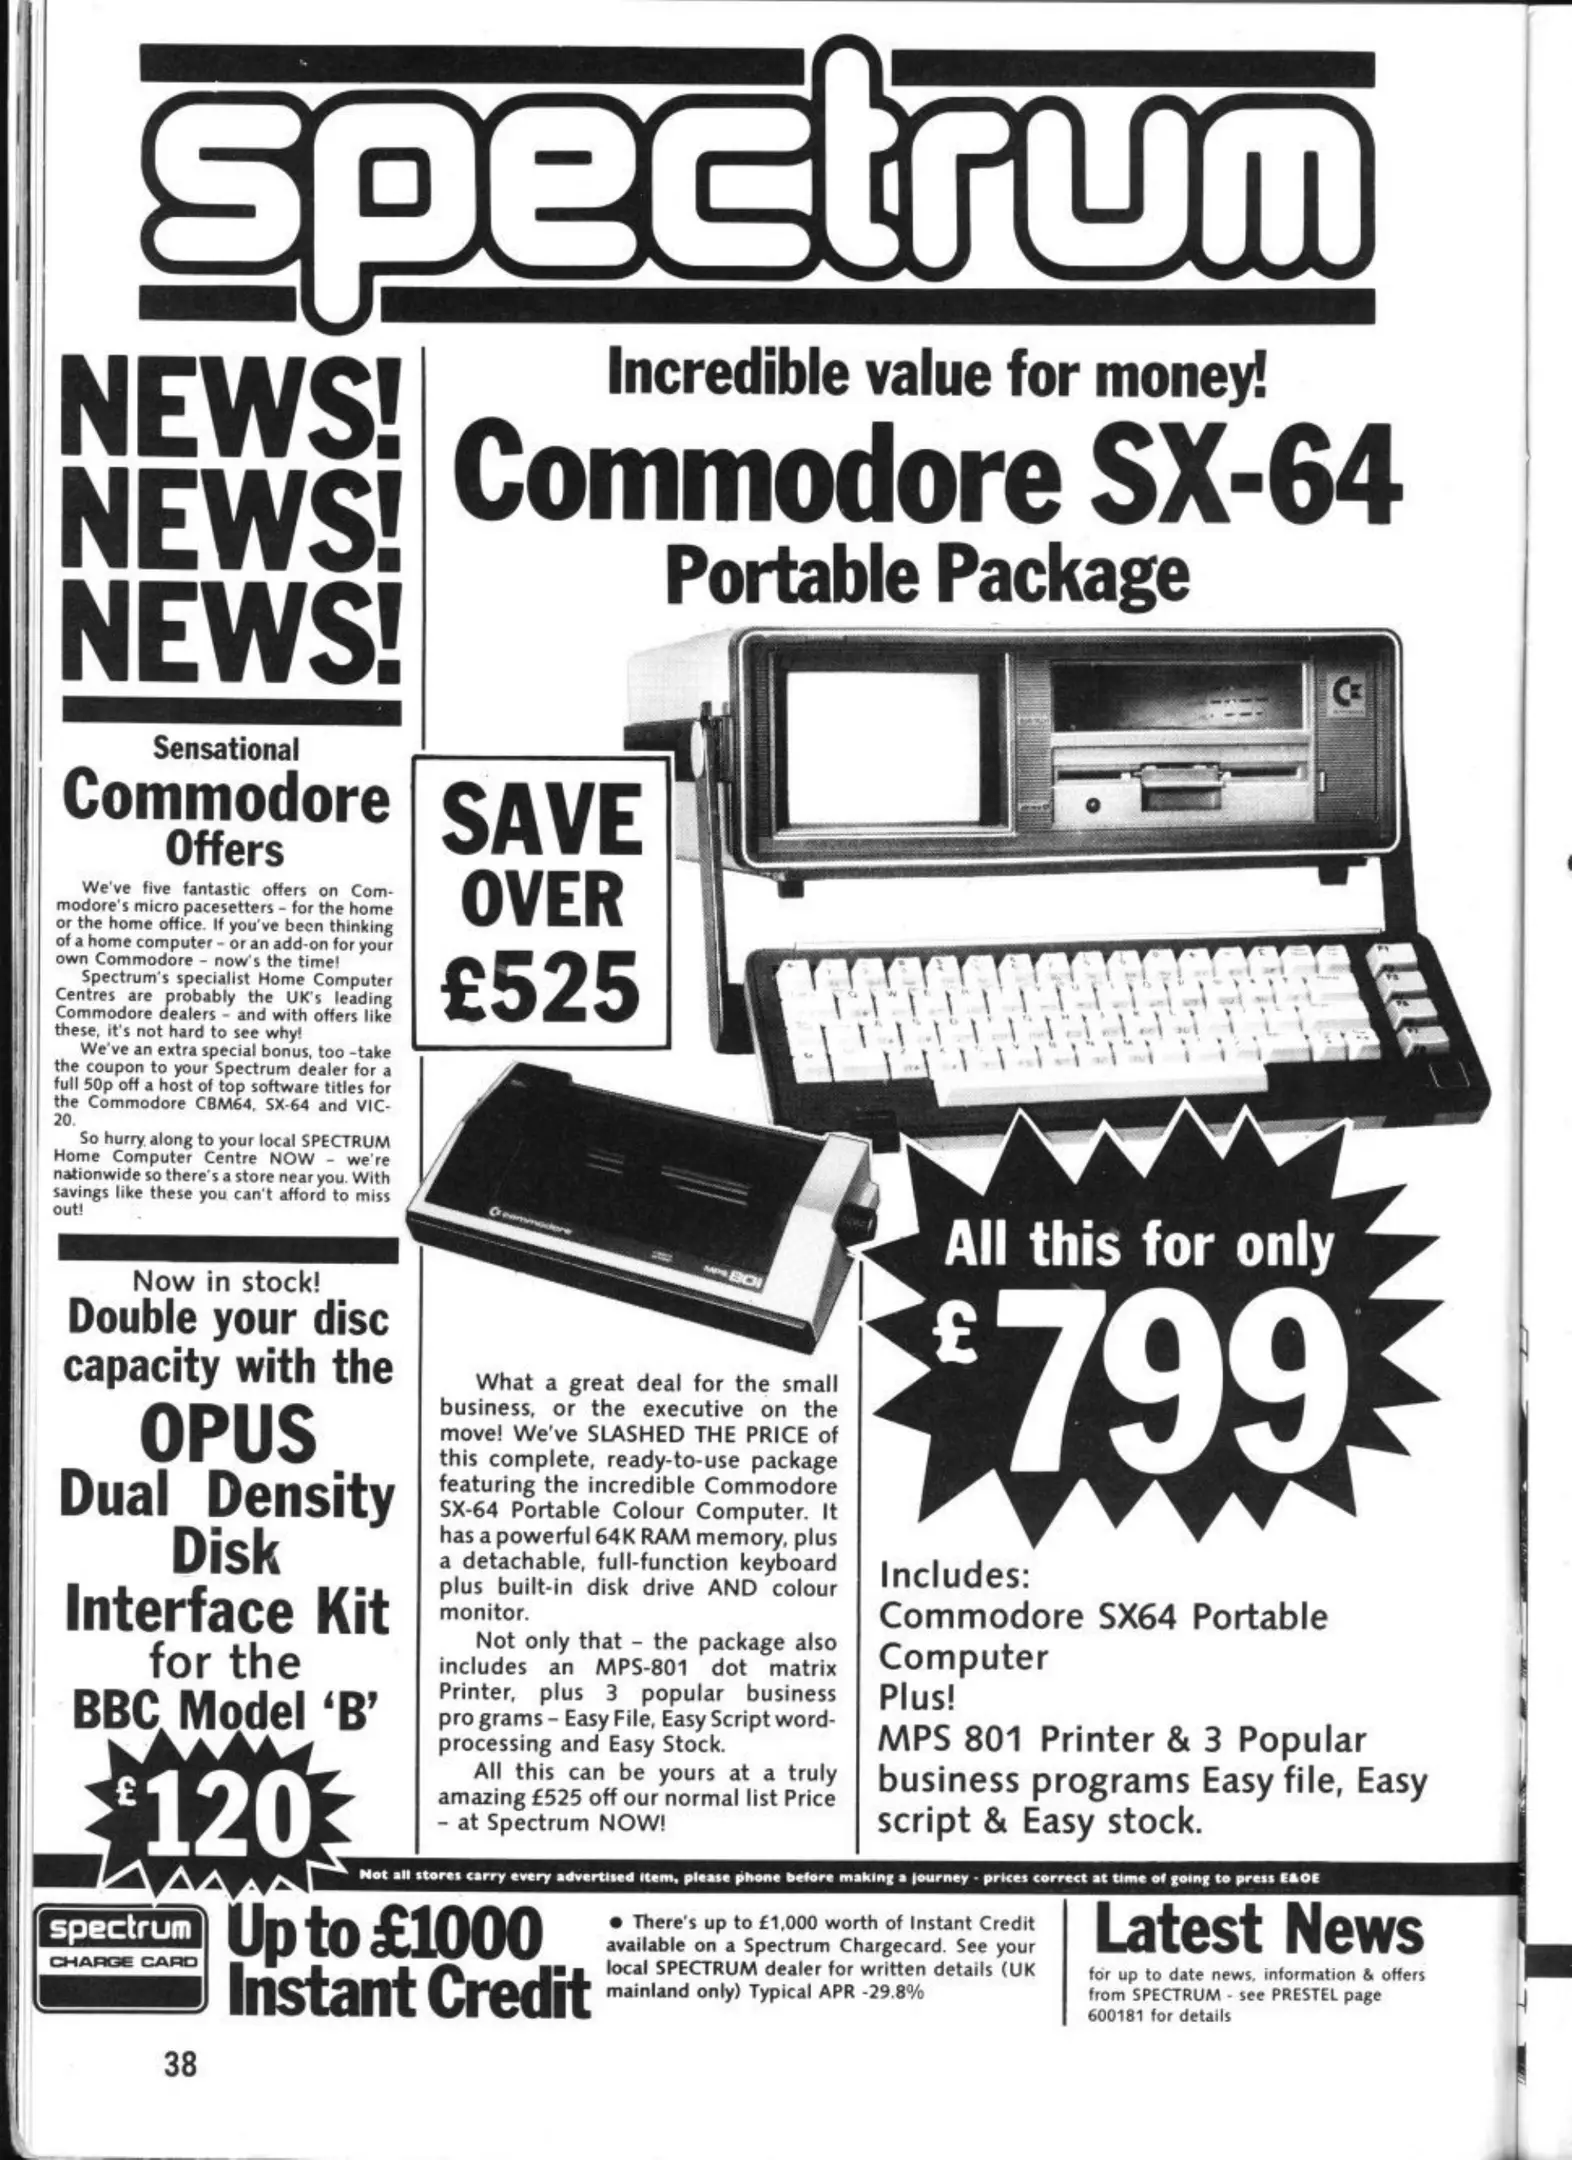 spectrum
NEWS!
NEWS!
NEWS!
Sensational
Commodore
Offers
We've five fantastic offers on Com-
modore's micro pacesetters – for the home
or the home office. If you've been thinking
of a home computer – or an add-on for your
own Commodore – now's the time!
Spectrum's specialist Home Computer
Centres are probably the UK's leading
Commodore dealers – and with offers like
these, it's not hard to see why!
We've an extra special bonus, too –take
the coupon to your Spectrum dealer for a
full 50p off a host of top software titles for
the Commodore CBM64, SX-64 and VIC-
20.
So hurry along to your local SPECTRUM
Home Computer Centre NOW – we're
nationwide so there's a store near you. With
savings like these you can't afford to miss
out!
Now in stock!
Double your disc
capacity with the
OPUS
Dual Density
Disk
Interface Kit
for the
BBC Model ‘B’
£120
Incredible value for money!
Commodore SX-64
Portable Package
SAVE
OVER
£525
commodore
MPS 801
All this for only
£799
What a great deal for the small
business, or the executive on the
move! We've SLASHED THE PRICE of
this complete, ready-to-use package
featuring the incredible Commodore
SX-64 Portable Colour Computer. It
has a powerful 64K RAM memory, plus
a detachable, full-function keyboard
plus built-in disk drive AND colour
monitor.
Not only that – the package also
includes an MPS-801 dot matrix
Printer, plus 3 popular business
pro grams – Easy File, Easy Script word-
processing and Easy Stock.
All this can be yours at a truly
amazing £525 off our normal list Price
– at Spectrum NOW!
Includes:
Commodore SX64 Portable
Computer
Plus!
MPS 801 Printer & 3 Popular
business programs Easy file, Easy
script & Easy stock.
Not all stores carry every advertised item, please phone before making a journey - prices correct at time of going to press E&OE
spectrum
CHARGE CARD
Up to £1000
Instant Credit
● There's up to £1,000 worth of Instant Credit
available on a Spectrum Chargecard. See your
local SPECTRUM dealer for written details (UK
mainland only) Typical APR -29.8%
Latest News
for up to date news, information & offers
from SPECTRUM - see PRESTEL page
600181 for details
38